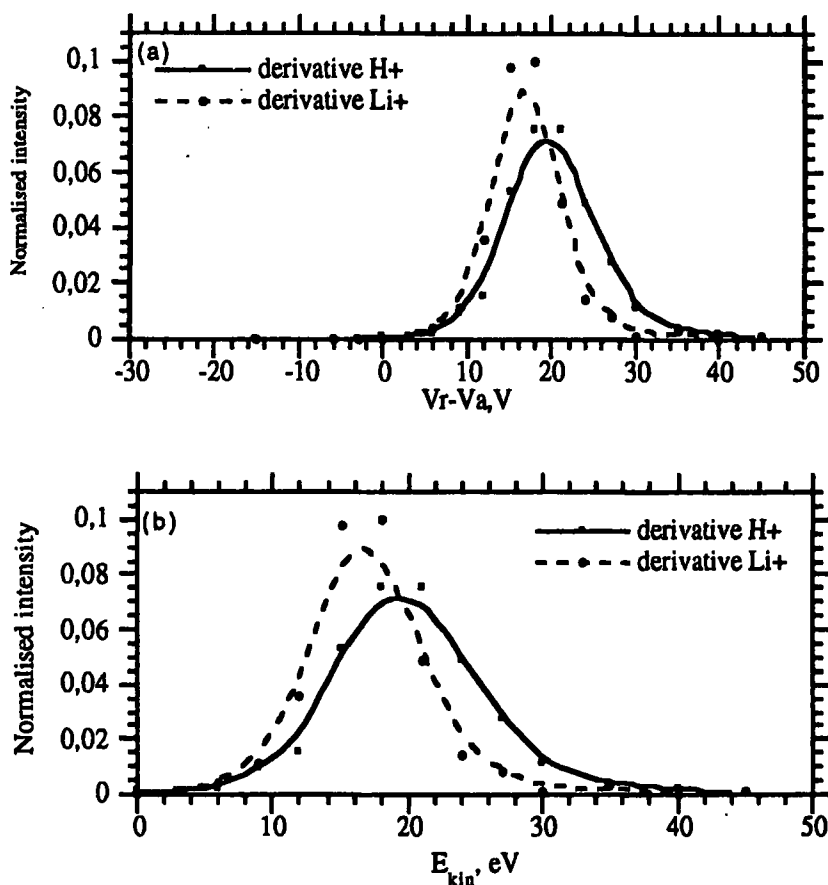 (a)
derivative H+
derivative Li+
Normalised intensity
0,1
0,08
0,06
0,04
0,02
0
-30 -20 -10 0 10 20 30 40 50
Vr-Va,V
(b)
derivative H+
derivative Li+
Normalised intensity
0,1
0,08
0,06
0,04
0,02
0
0 10 20 30 40 50
E_kin, eV